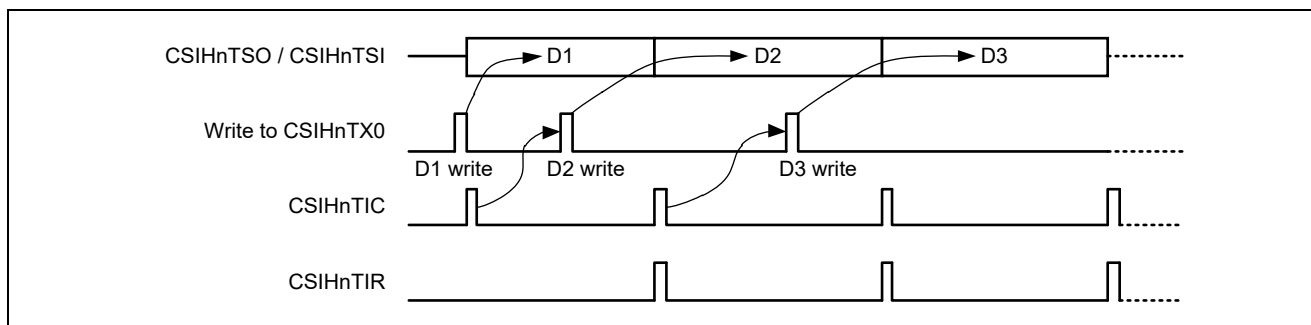 CSIHnTSO / CSIHnTSI D1 D2 D3
Write to CSIHnTX0
D1 write D2 write D3 write
CSIHnTIC
CSIHnTIR